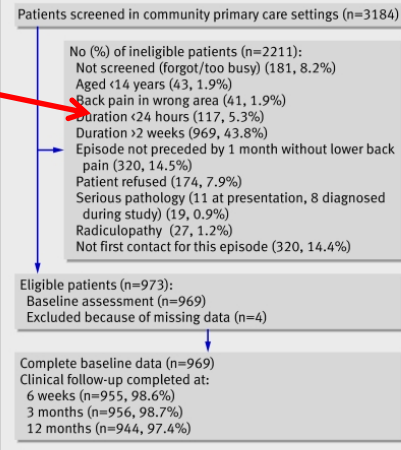 Patients screened in community primary care settings (n=3184)
No (%) of ineligible patients (n=2211):
Not screened (forgot/too busy) (181, 8.2%)
Aged <14 years (43, 1.9%)
Back pain in wrong area (41, 1.9%)
Duration <24 hours (117, 5.3%)
Duration >2 weeks (969, 43.8%)
Episode not preceded by 1 month without lower back
pain (320, 14.5%)
Patient refused (174, 7.9%)
Serious pathology (11 at presentation, 8 diagnosed
during study) (19, 0.9%)
Radiculopathy (27, 1.2%)
Not first contact for this episode (320, 14.4%)
Eligible patients (n=973):
Baseline assessment (n=969)
Excluded because of missing data (n=4)
Complete baseline data (n=969)
Clinical follow-up completed at:
6 weeks (n=955, 98.6%)
3 months (n=956, 98.7%)
12 months (n=944, 97.4%)